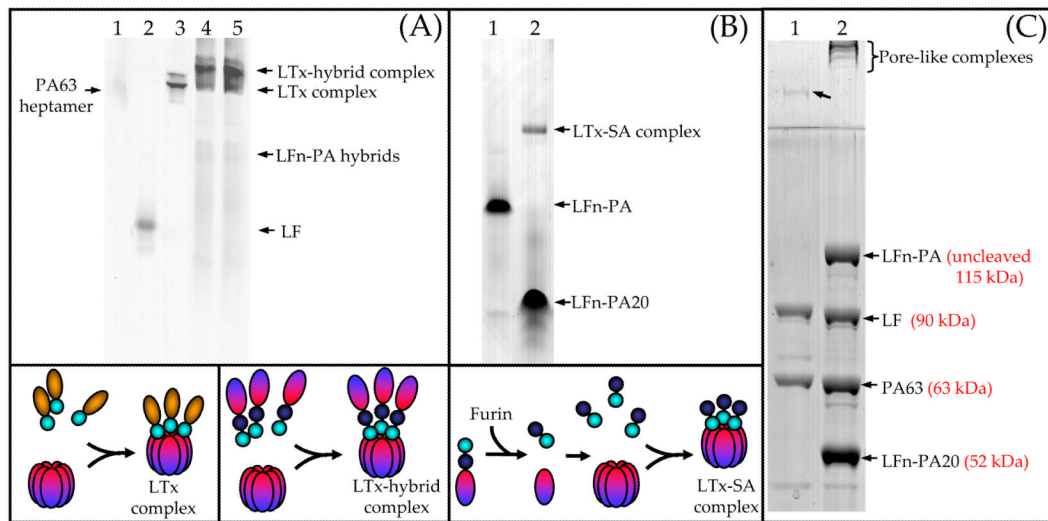 (A)
1 2 3 4 5
PA63
heptamer
LTx-hybrid complex
LTx complex
LFn-PA hybrids
LF
LTx
complex
LTx-hybrid
complex
(B)
1 2
LTx-SA complex
LFn-PA
LFn-PA20
Furin
LTx-SA
complex
(C)
1 2
Pore-like complexes
LFn-PA (uncleaved
115 kDa)
LF (90 kDa)
PA63 (63 kDa)
LFn-PA20 (52 kDa)